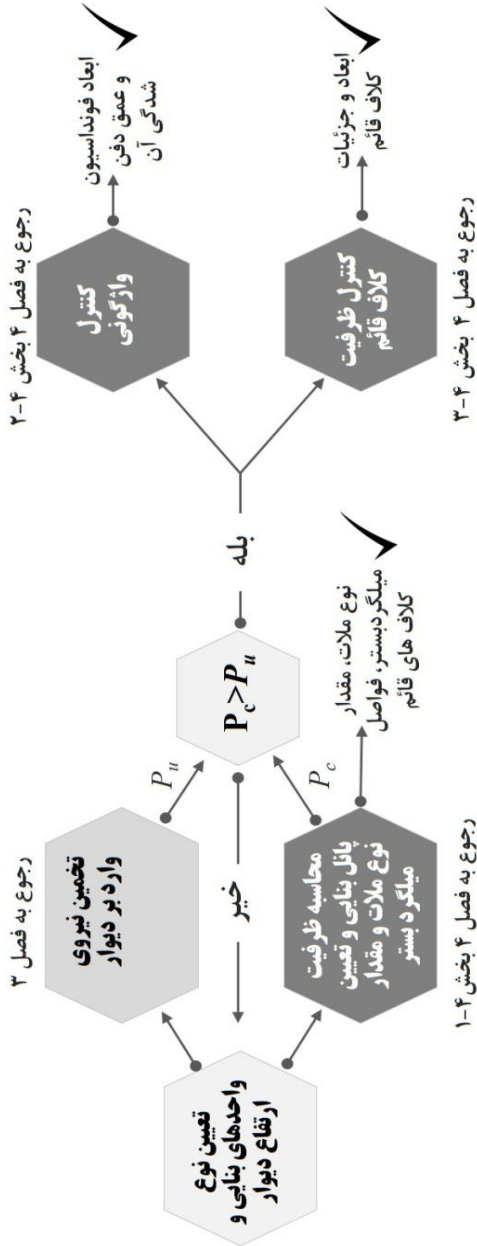 تعیین نوع
واحدهای بنایی و
ارتفاع دیوار
رجوع به فصل ۳
تخمین نیروی
وارد بر دیوار
P_u
محاسبه ظرفیت
پانل بنایی و تعیین
نوع ملات و مقدار
میلگرد بستر
رجوع به فصل ۴ بخش ۴-۱
P_c
نوع ملات، مقدار
میلگردبستر، فواصل
کلاف های قائم
P_c>P_u
خیر
بله
رجوع به فصل ۴ بخش ۴-۲
کنترل
واژگونی
ابعاد فونداسیون
و عمق دفن
شدگی آن
کنترل ظرفیت
کلاف قائم
رجوع به فصل ۴ بخش ۴-۳
ابعاد و جزئیات
کلاف قائم